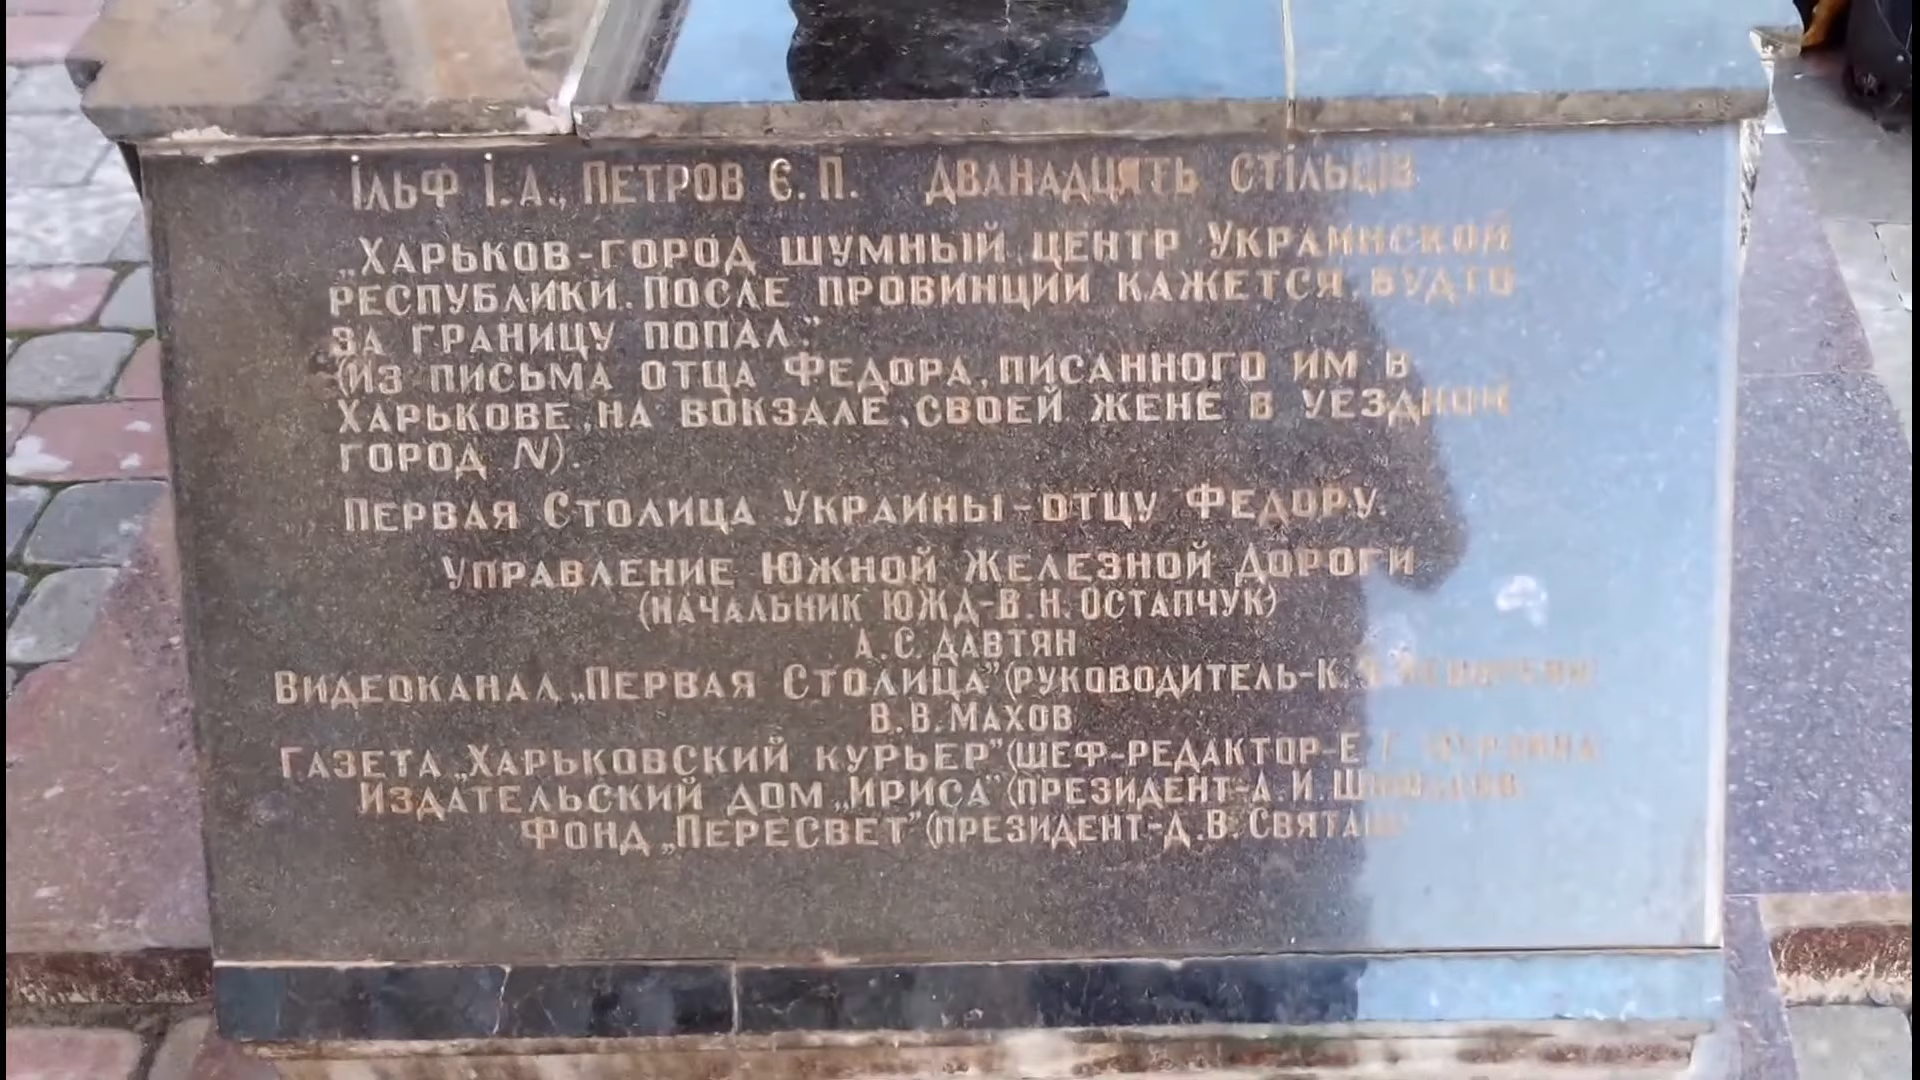 ІЛЬФ І.А., ПЕТРОВ Є.П. ДВАНАДЦЯТЬ СТІЛЬЦІВ
„ХАРЬКОВ-ГОРОД ШУМНЫЙ, ЦЕНТР УКРАИНСКОЙ
РЕСПУБЛИКИ. ПОСЛЕ ПРОВИНЦИИ КАЖЕТСЯ, БУДТО
ЗА ГРАНИЦУ ПОПАЛ."
(ИЗ ПИСЬМА ОТЦА ФЕДОРА, ПИСАННОГО ИМ В
ХАРЬКОВЕ, НА ВОКЗАЛЕ, СВОЕЙ ЖЕНЕ В УЕЗДНОЙ
ГОРОД N).
ПЕРВАЯ СТОЛИЦА УКРАИНЫ-ОТЦУ ФЕДОРУ.
УПРАВЛЕНИЕ ЮЖНОЙ ЖЕЛЕЗНОЙ ДОРОГИ
(НАЧАЛЬНИК ЮЖД-В.Н.ОСТАПЧУК)
А.С.ДАВТЯН
ВИДЕОКАНАЛ „ПЕРВАЯ СТОЛИЦА" (РУКОВОДИТЕЛЬ-К.
В.В.МАХОВ
ГАЗЕТА „ХАРЬКОВСКИЙ КУРЬЕР" (ШЕФ-РЕДАКТОР-Е.
ИЗДАТЕЛЬСКИЙ ДОМ „ИРИСА" (ПРЕЗИДЕНТ-А.И.
ФОНД „ПЕРЕСВЕТ" (ПРЕЗИДЕНТ-Д.В.